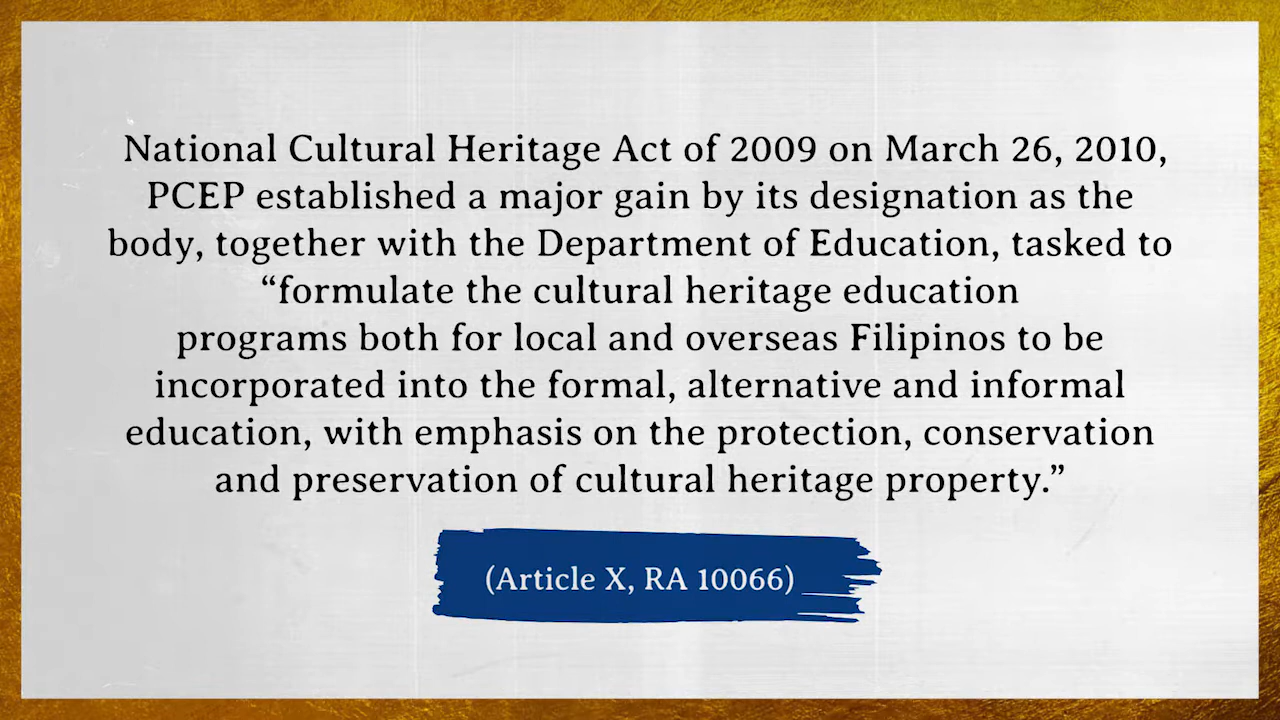 National Cultural Heritage Act of 2009 on March 26, 2010,
PCEP established a major gain by its designation as the
body, together with the Department of Education, tasked to
“formulate the cultural heritage education
programs both for local and overseas Filipinos to be
incorporated into the formal, alternative and informal
education, with emphasis on the protection, conservation
and preservation of cultural heritage property.”
(Article X, RA 10066)